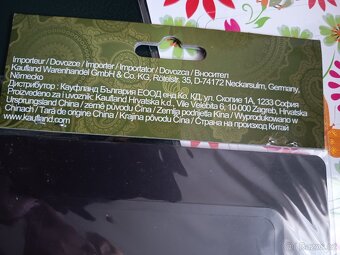 Importeur / Dovozce / Importer / Importator / Dovozca / Вносител
Kaufland Warenhandel GmbH & Co. KG, Rötelstr. 35, D-74172 Neckarsulm, Germany,
Německo
Дистрибутор: Кауфланд България ЕООД енд Ко. КД, ул. Скопие 1А, 1233 София
Proizvedeno za i uvoznik: Kaufland Hrvatska k.d., Vile Velebita 6, 10 000 Zagreb, Hrvatska
Ursprungsland China / země původu Čína / Zemlja podrijetla Kina / Wyprodukowano w
Chinach / Ţara de origine China / Krajina pôvodu Čína / Страна на произход Китай
www.kaufland.com